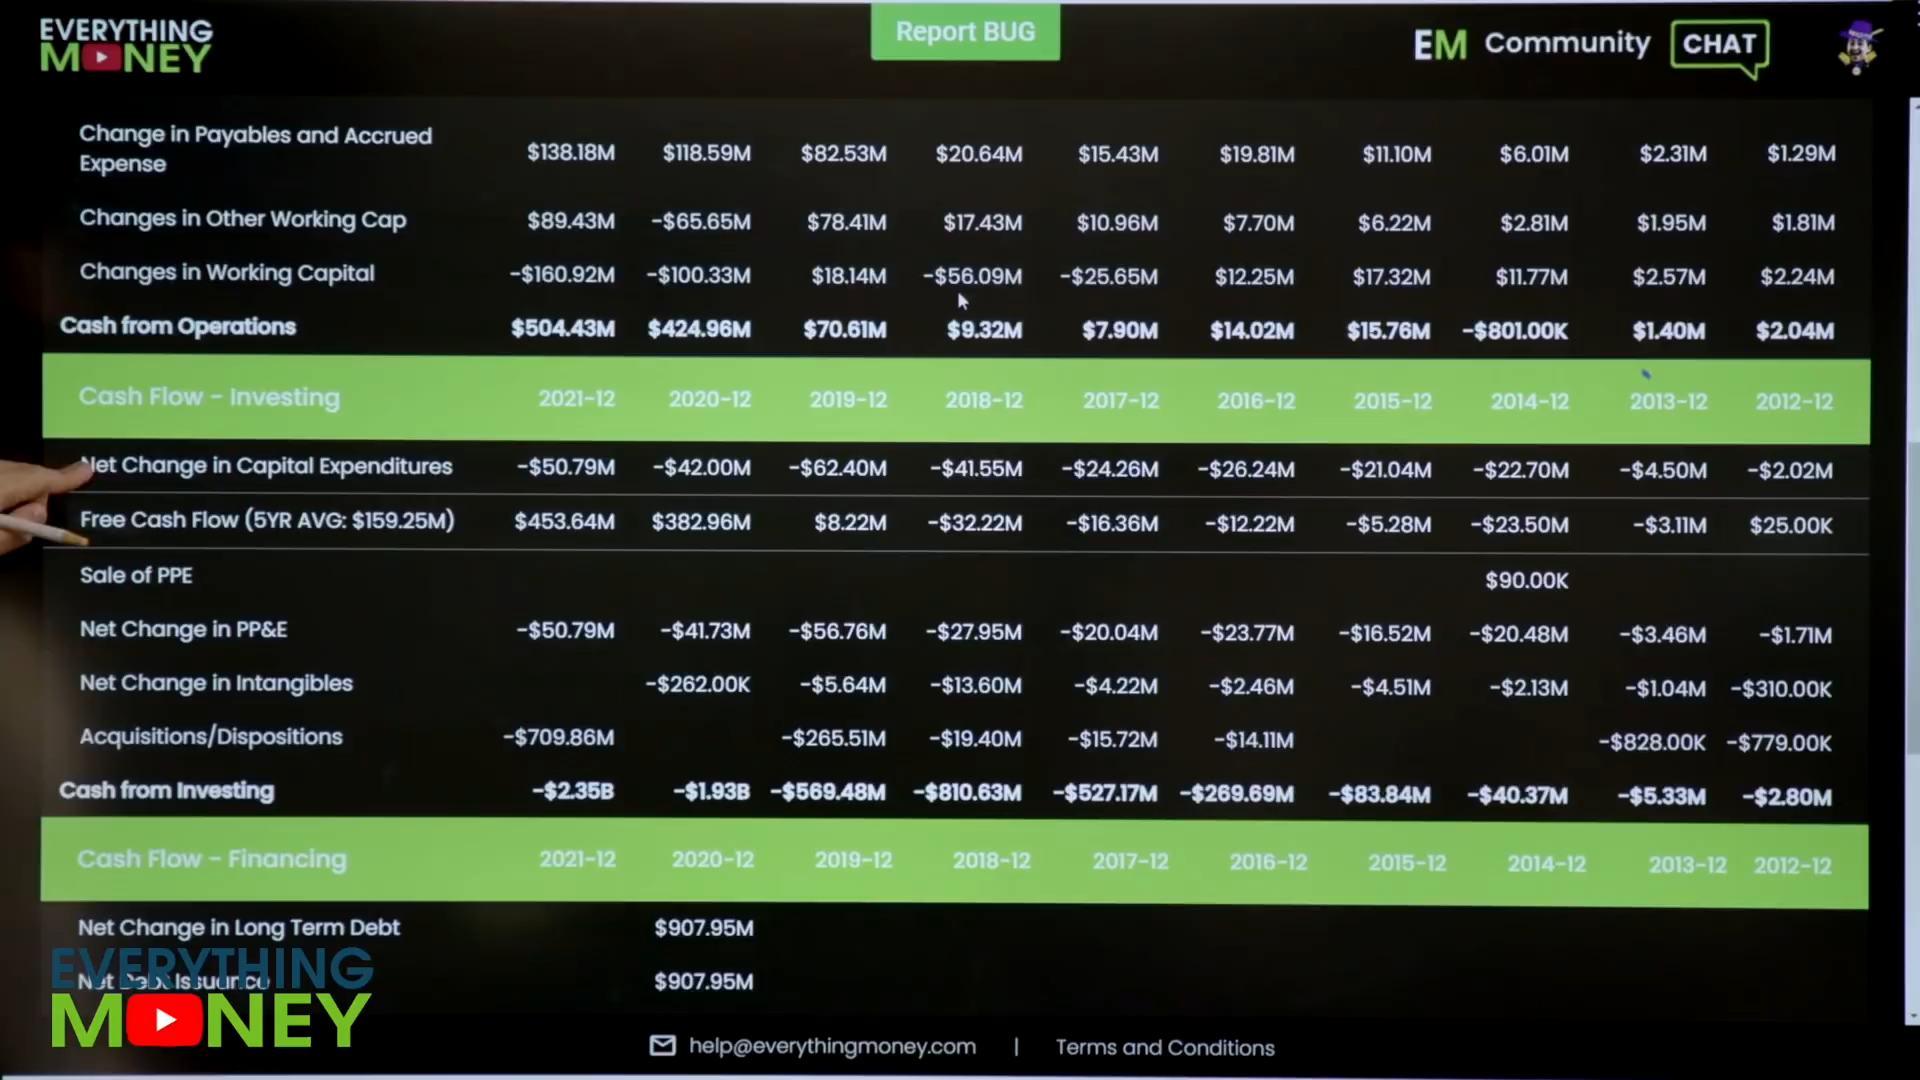 EVERYTHING
MONEY
Report BUG
EM Community CHAT
Change in Payables and Accrued
Expense $138.18M $118.59M $82.53M $20.64M $15.43M $19.81M $11.10M $6.01M $2.31M $1.29M
Changes in Other Working Cap $89.43M -$65.65M $78.41M $17.43M $10.96M $7.70M $6.22M $2.81M $1.95M $1.81M
Changes in Working Capital -$160.92M -$100.33M $18.14M -$56.09M -$25.65M $12.25M $17.32M $11.77M $2.57M $2.24M
Cash from Operations $504.43M $424.96M $70.61M $9.32M $7.90M $14.02M $15.76M -$801.00K $1.40M $2.04M
Cash Flow - Investing 2021-12 2020-12 2019-12 2018-12 2017-12 2016-12 2015-12 2014-12 2013-12 2012-12
Net Change in Capital Expenditures -$50.79M -$42.00M -$62.40M -$41.55M -$24.26M -$26.24M -$21.04M -$22.70M -$4.50M -$2.02M
Free Cash Flow (5YR AVG: $159.25M) $453.64M $382.96M $8.22M -$32.22M -$16.36M -$12.22M -$5.28M -$23.50M -$3.11M $25.00K
Sale of PPE $90.00K
Net Change in PP&E -$50.79M -$41.73M -$56.76M -$27.95M -$20.04M -$23.77M -$16.52M -$20.48M -$3.46M -$1.71M
Net Change in Intangibles -$262.00K -$5.64M -$13.60M -$4.22M -$2.46M -$4.51M -$2.13M -$1.04M -$310.00K
Acquisitions/Dispositions -$709.86M -$265.51M -$19.40M -$15.72M -$14.11M -$828.00K -$779.00K
Cash from Investing -$2.35B -$1.93B -$569.48M -$810.63M -$527.17M -$269.69M -$83.84M -$40.37M -$5.33M -$2.80M
Cash Flow - Financing 2021-12 2020-12 2019-12 2018-12 2017-12 2016-12 2015-12 2014-12 2013-12 2012-12
Net Change in Long Term Debt $907.95M
Net Debt Issuance $907.95M
EVERYTHING
MONEY
help@everythingmoney.com | Terms and Conditions